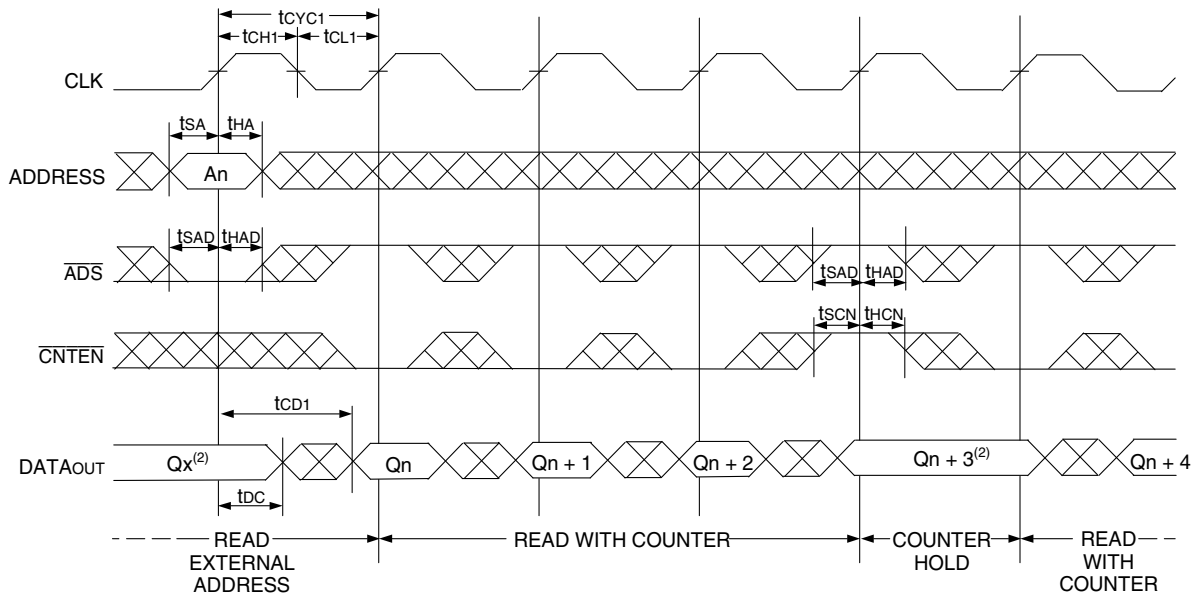 tCYC1
tCH1 tCL1
CLK
tSA tHA
ADDRESS An
tSAD tHAD
ADS
tSAD tHAD
tSCN tHCN
CNTEN
tCD1
DATAOUT Qx(2) Qn Qn + 1 Qn + 2 Qn + 3(2) Qn + 4
tDC
READ EXTERNAL ADDRESS
READ WITH COUNTER
COUNTER HOLD
READ WITH COUNTER